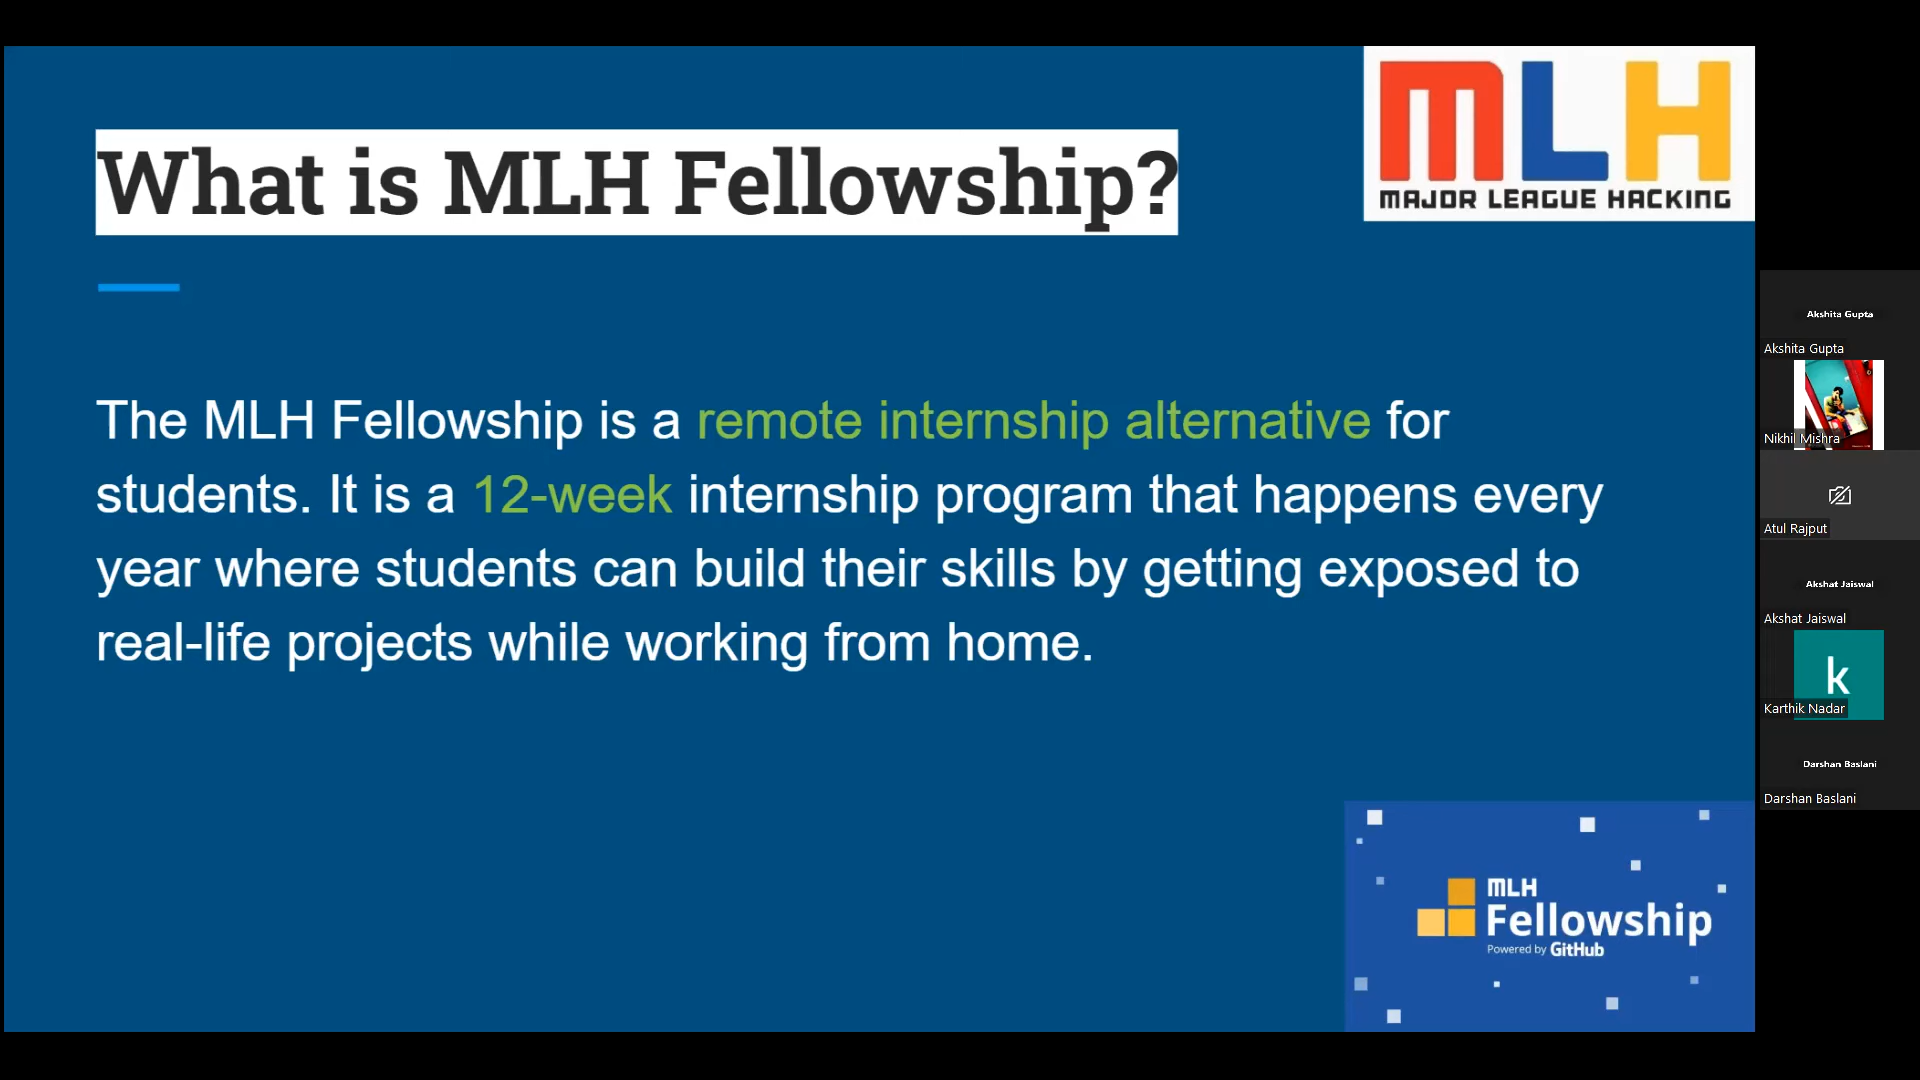 What is MLH Fellowship?
MLH
MAJOR LEAGUE HACKING
The MLH Fellowship is a remote internship alternative for
students. It is a 12-week internship program that happens every
year where students can build their skills by getting exposed to
real-life projects while working from home.
MLH
Fellowship
Powered by GitHub
Akshita Gupta
Akshita Gupta
Nikhil Mishra
Atul Rajput
Akshat Jaiswal
Akshat Jaiswal
k
Karthik Nadar
Darshan Baslani
Darshan Baslani